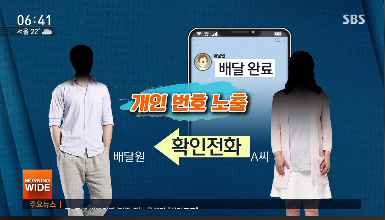 06:41
서울 22˚
SBS
배달 완료
개인 번호 노출
확인전화
배달원
A씨
MORNING
WIDE
주요뉴스